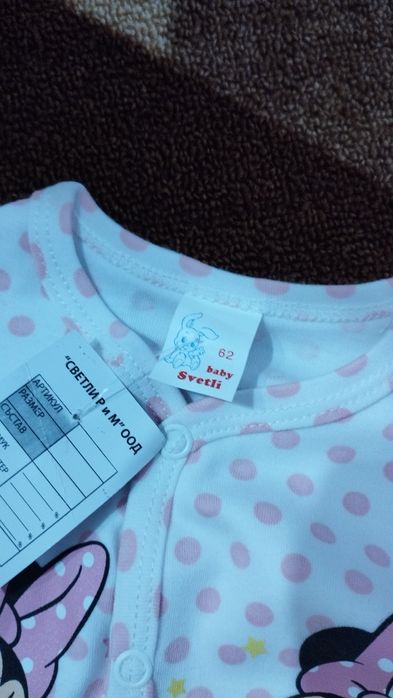 62
baby
Svetli
"СВЕТЛИ Р и М" ООД
АРТИКУЛ
РАЗМЕР
СЪСТАВ